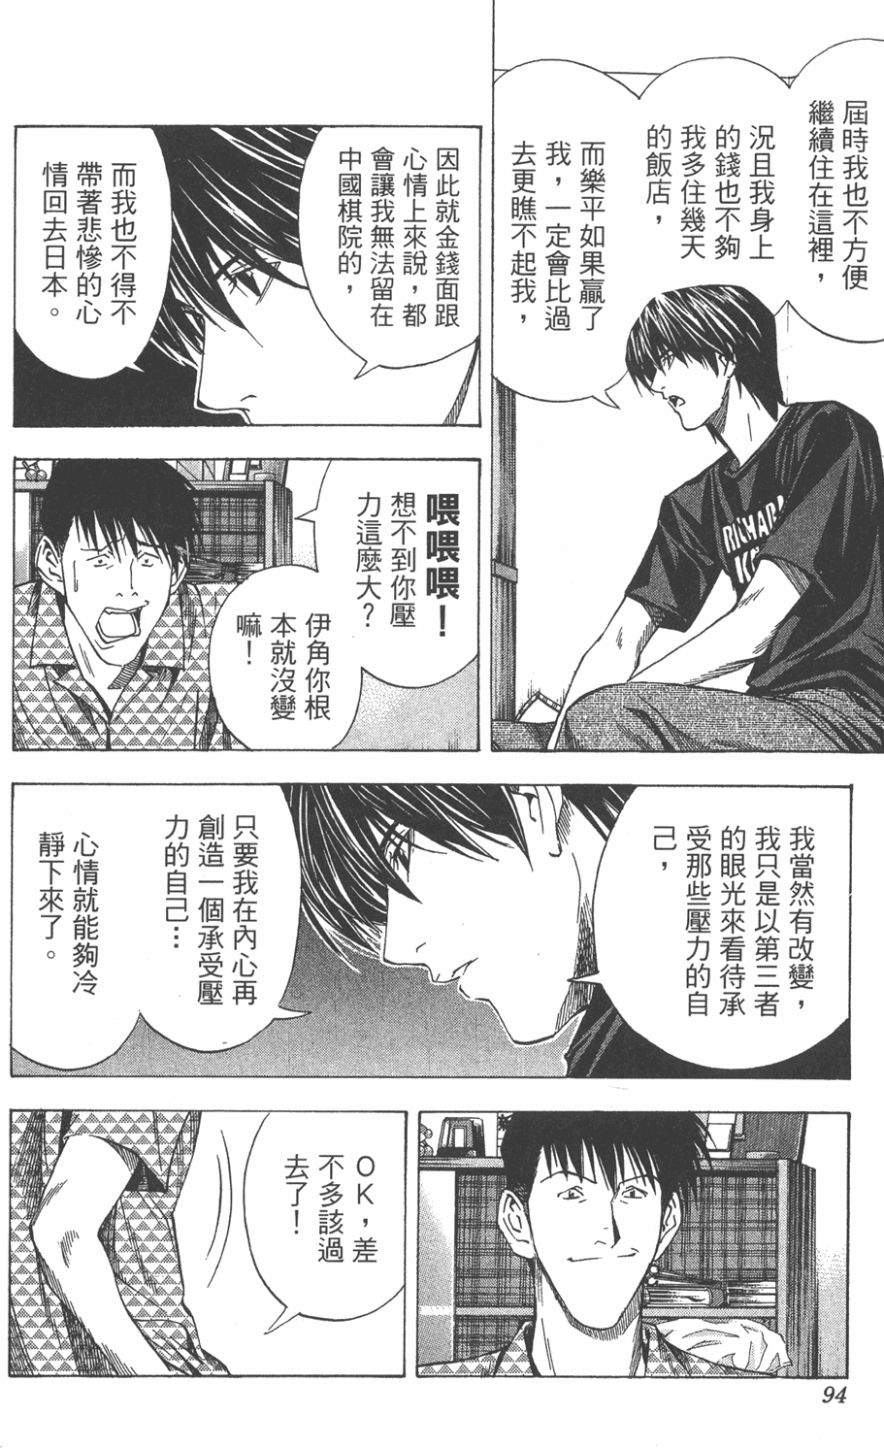 屆時我也不方便
繼續住在這裡，
況且我身上
的錢也不夠
我多住幾天
的飯店，
而樂平如果贏了
我，一定會比過
去更瞧不起我，
因此就金錢面跟
心情上來說，都
會讓我無法留在
中國棋院的，
而我也不得不
帶著悲慘的心
情回去日本。
喂喂喂！
想不到你壓
力這麼大？
伊角你根
本就沒變
嘛！
我當然有改變，
我只是以第三者
的眼光來看待承
受那些壓力的自
己，
只要我在內心再
創造一個承受壓
力的自己…
心情就能夠冷
靜下來了。
OK，差
不多該過
去了！
94